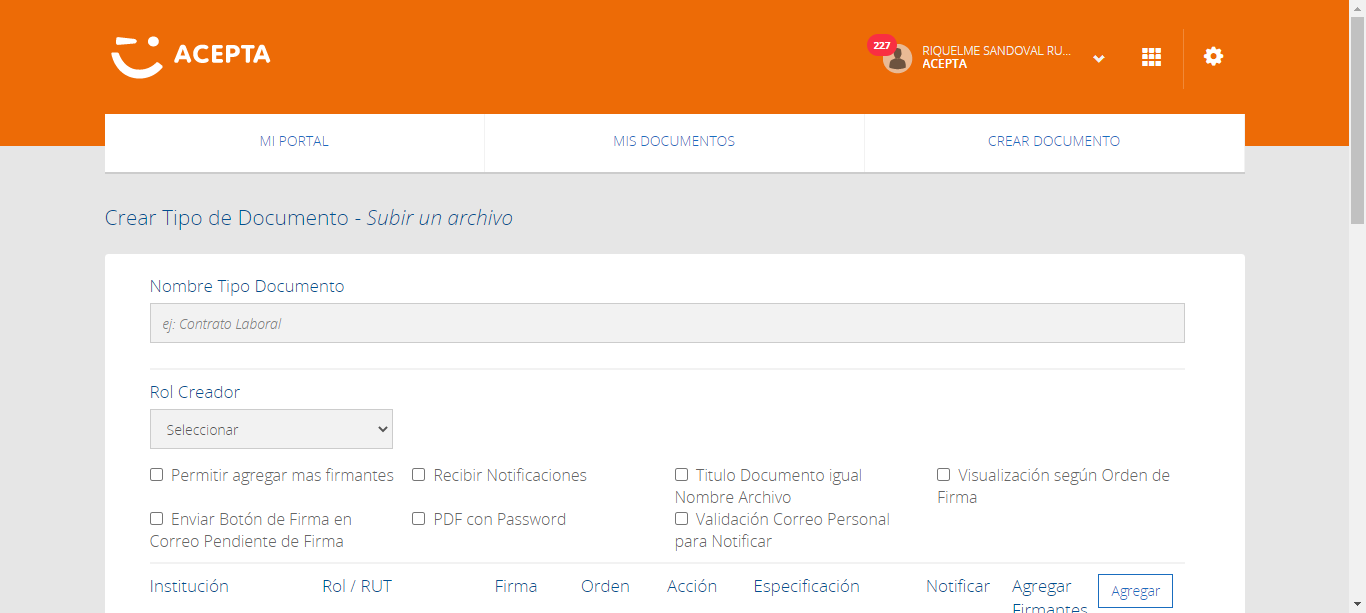 ACEPTA
227
RIQUELME SANDOVAL RU...
ACEPTA
MI PORTAL
MIS DOCUMENTOS
CREAR DOCUMENTO
Crear Tipo de Documento - Subir un archivo
Nombre Tipo Documento
ej: Contrato Laboral
Rol Creador
Seleccionar
Permitir agregar mas firmantes
Recibir Notificaciones
Titulo Documento igual
Nombre Archivo
Visualización según Orden de
Firma
Enviar Botón de Firma en
Correo Pendiente de Firma
PDF con Password
Validación Correo Personal
para Notificar
Institución
Rol / RUT
Firma
Orden
Acción
Especificación
Notificar
Agregar
Firmantes
Agregar